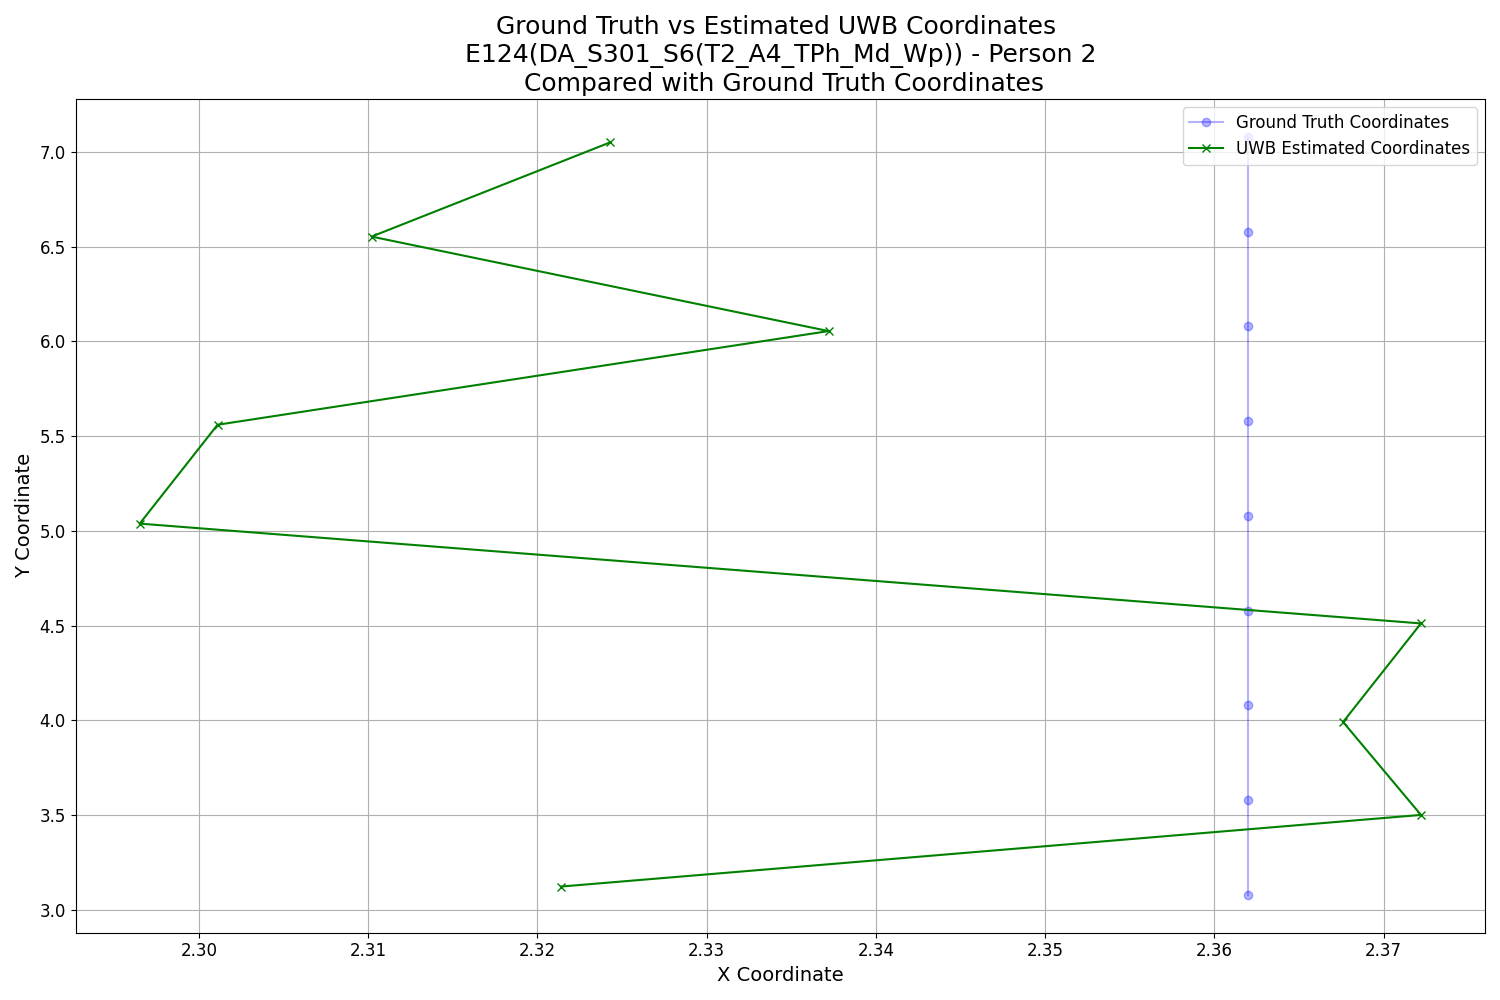 Ground Truth vs Estimated UWB Coordinates
E124(DA_S301_S6(T2_A4_TPh_Md_Wp)) - Person 2
Compared with Ground Truth Coordinates
Ground Truth Coordinates
UWB Estimated Coordinates
Y Coordinate
7.0
6.5
6.0
5.5
5.0
4.5
4.0
3.5
3.0
2.30 2.31 2.32 2.33 2.34 2.35 2.36 2.37
X Coordinate